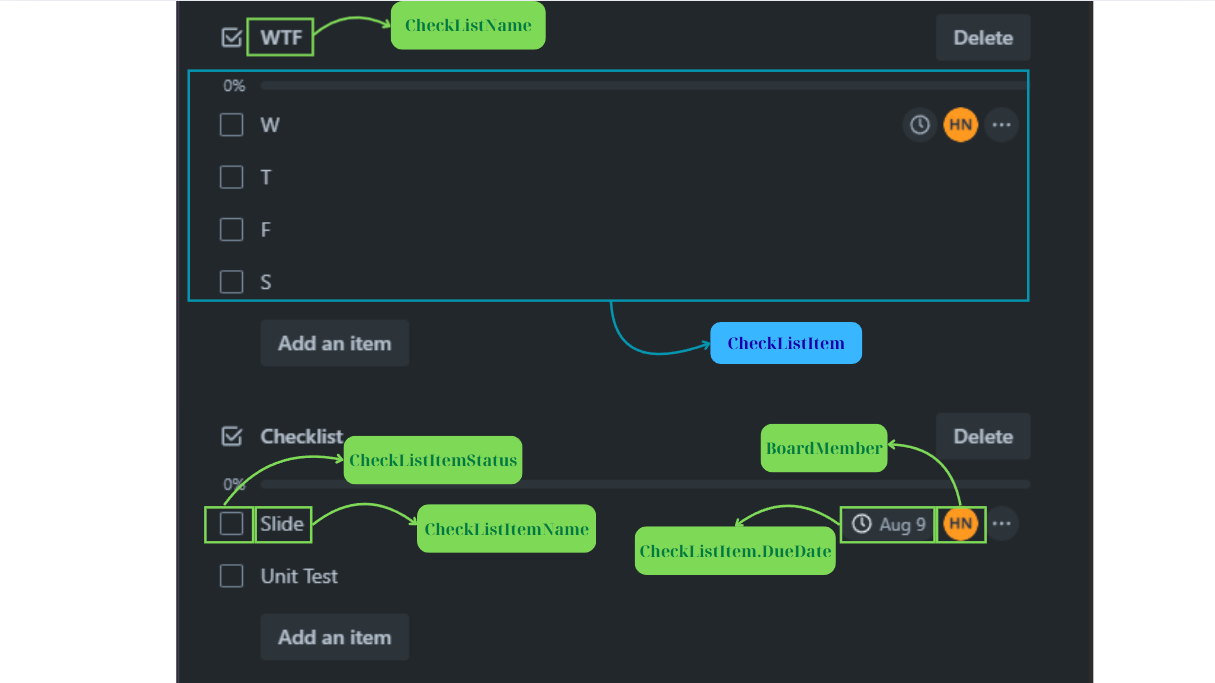 WTF
CheckListName
Delete
0%
W
HN
T
F
S
Add an item
CheckListItem
Checklist
BoardMember
Delete
CheckListItemStatus
0%
Slide
CheckListItemName
Aug 9
HN
CheckListItem.DueDate
Unit Test
Add an item